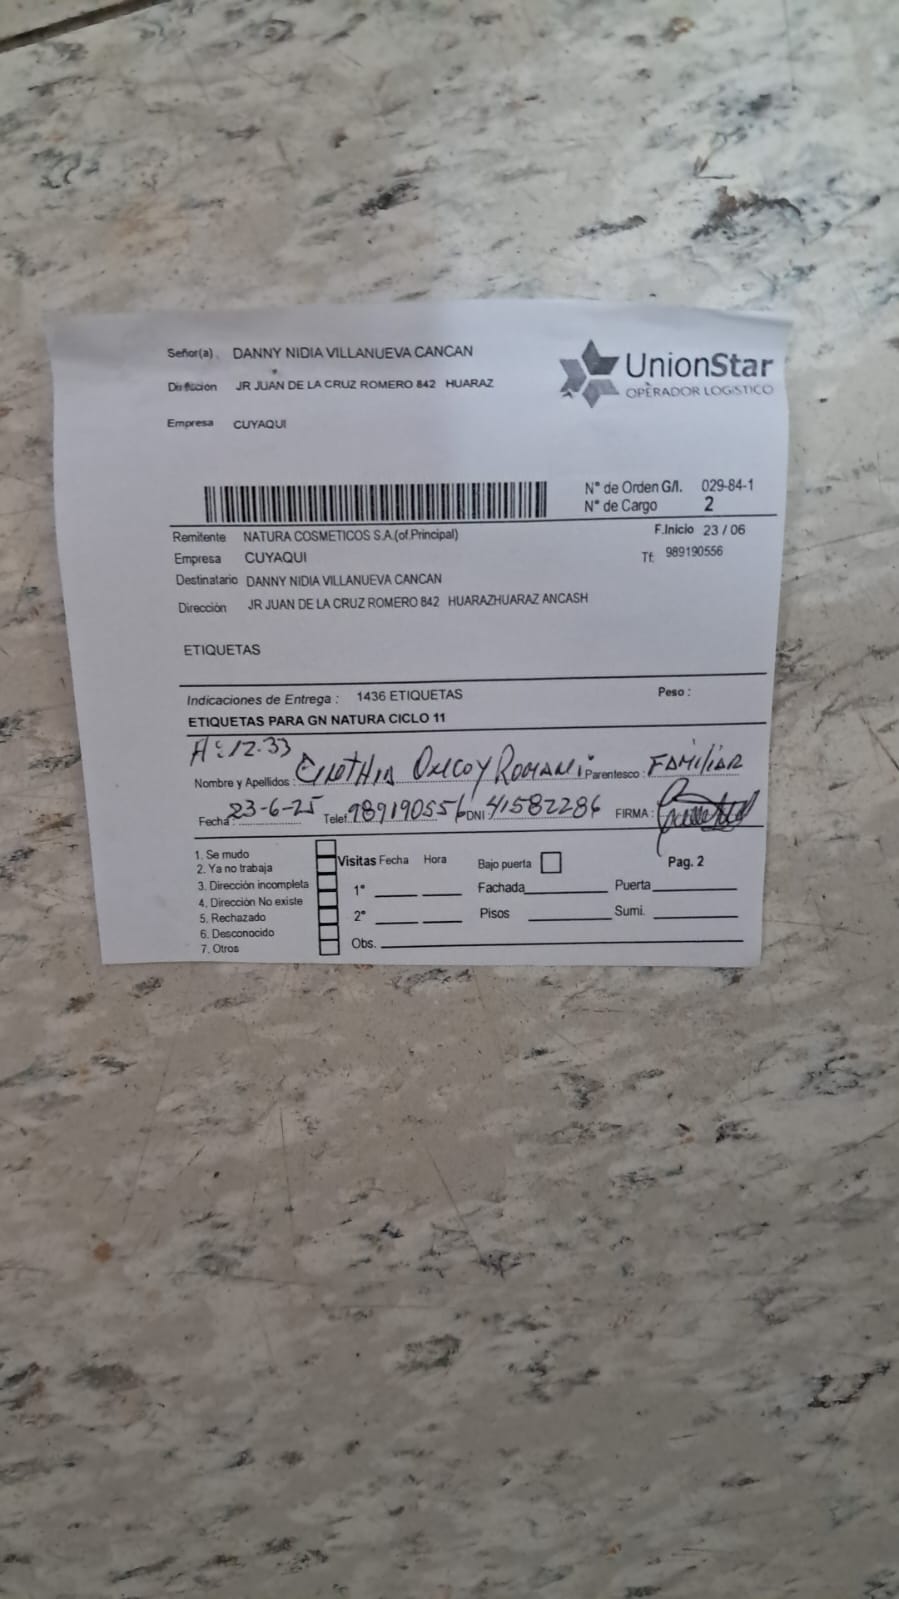 Señor(a) DANNY NIDIA VILLANUEVA CANCAN
Dirección JR JUAN DE LA CRUZ ROMERO 842 HUARAZ
Empresa CUYAQUI
UnionStar
OPERADOR LOGISTICO
N° de Orden G/I. 029-84-1
N° de Cargo 2
Remitente NATURA COSMETICOS S.A.(of.Principal) F.Inicio 23 / 06
Empresa CUYAQUI Tf: 989190556
Destinatario DANNY NIDIA VILLANUEVA CANCAN
Dirección JR JUAN DE LA CRUZ ROMERO 842 HUARAZHUARAZ ANCASH
ETIQUETAS
Indicaciones de Entrega : 1436 ETIQUETAS Peso :
ETIQUETAS PARA GN NATURA CICLO 11
H: 12.33
Nombre y Apellidos: Cinthia Orcoy Romani Parentesco : FAMILIAR
Fecha: 23-6-25 Telef. 989190556 DNI 41582286 FIRMA :
1. Se mudo
2. Ya no trabaja
3. Dirección incompleta
4. Dirección No existe
5. Rechazado
6. Desconocido
7. Otros
Visitas Fecha Hora Bajo puerta Pag. 2
1° Fachada Puerta
2° Pisos Sumi.
Obs.